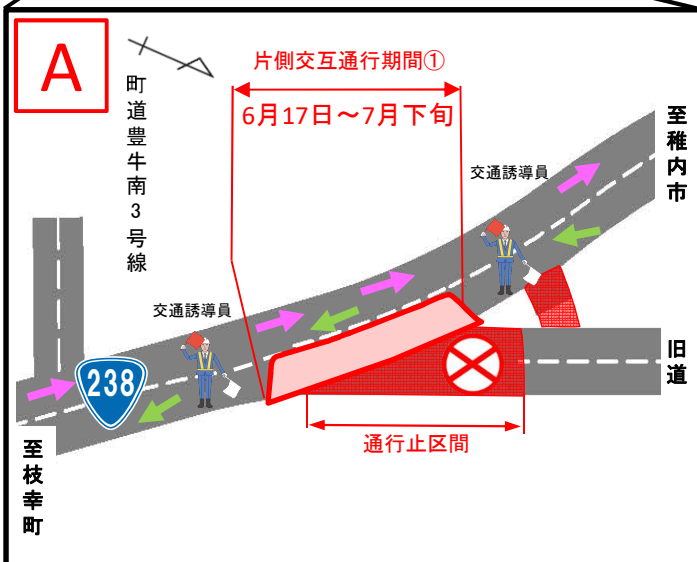 A
片側交互通行期間①
6月17日～7月下旬
町道豊牛南3号線
至稚内市
交通誘導員
交通誘導員
238
旧道
通行止区間
至枝幸町